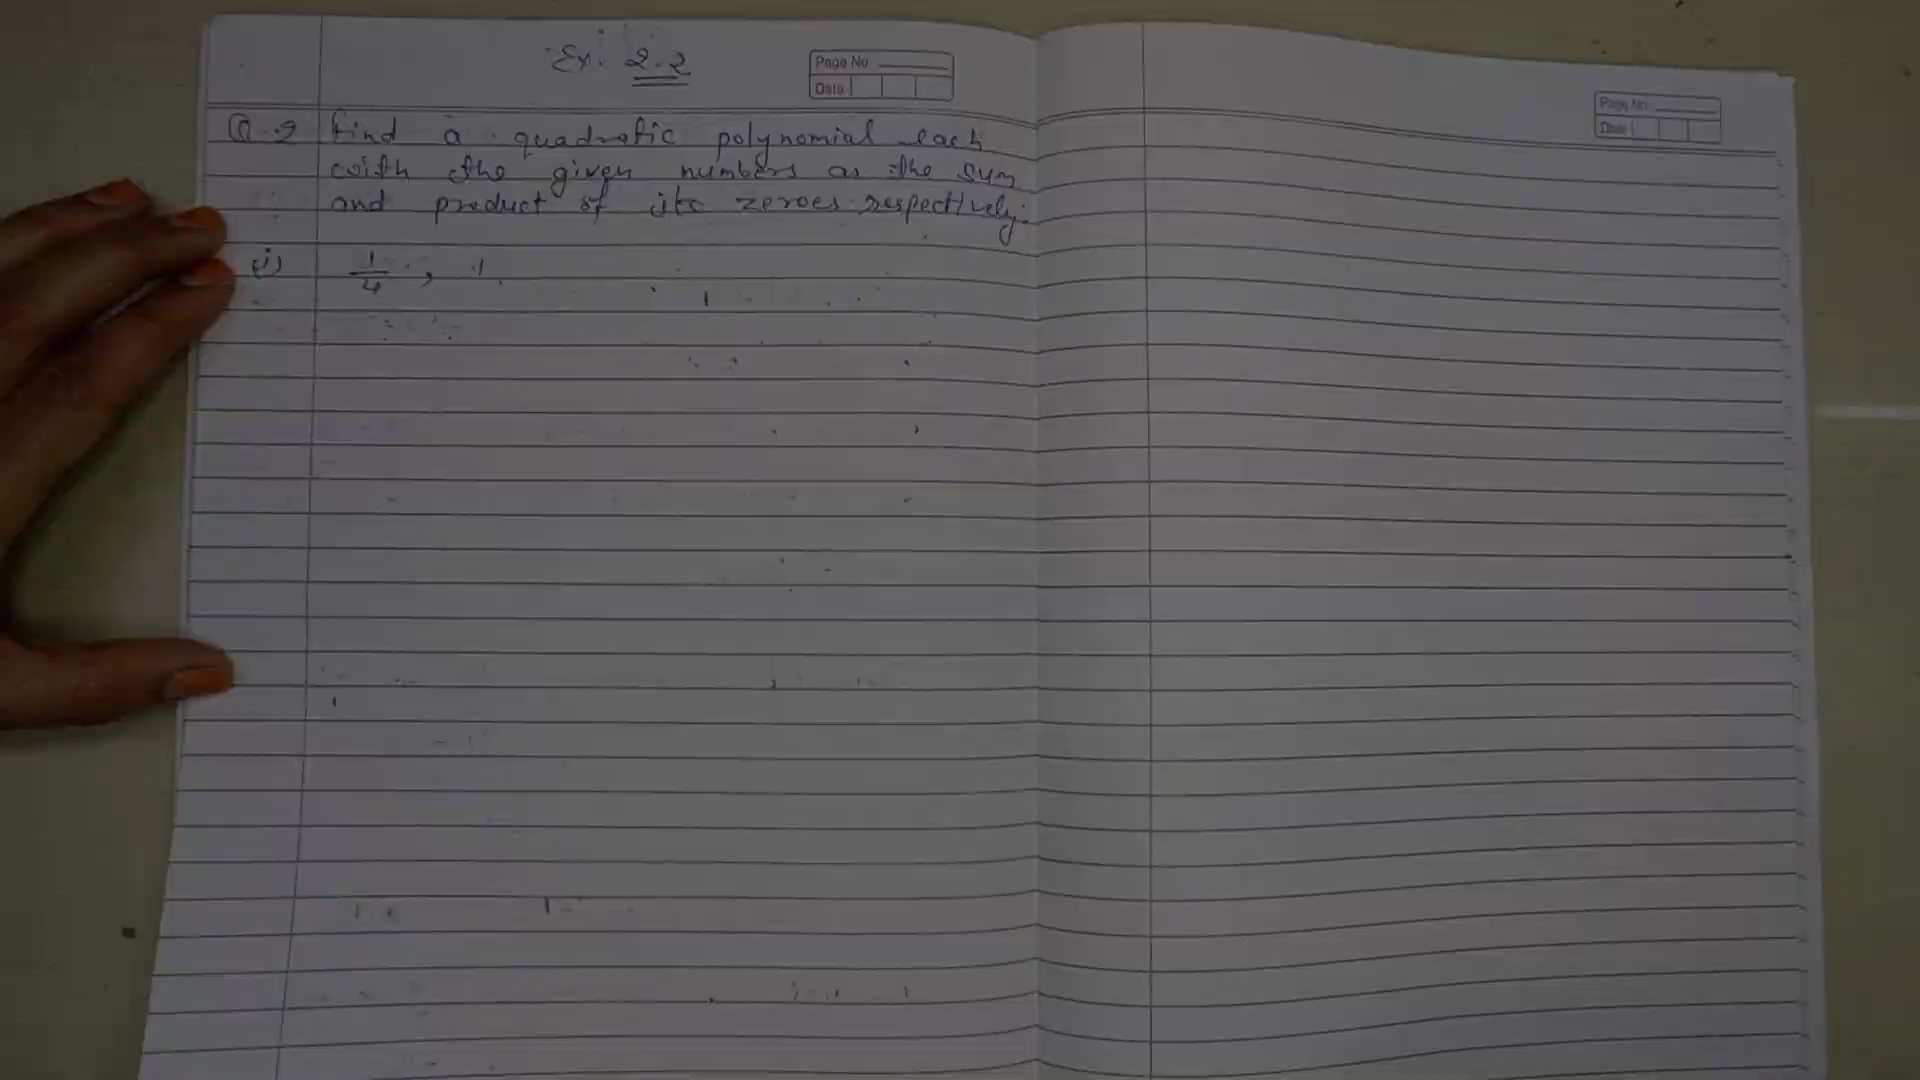 Ex. 2.2
Page No
Date
Q.2 Find a quadratic polynomial each
with the given numbers as the sum
and product of its zeroes respectively.
(i) 1/4, 1
Page No.
Date